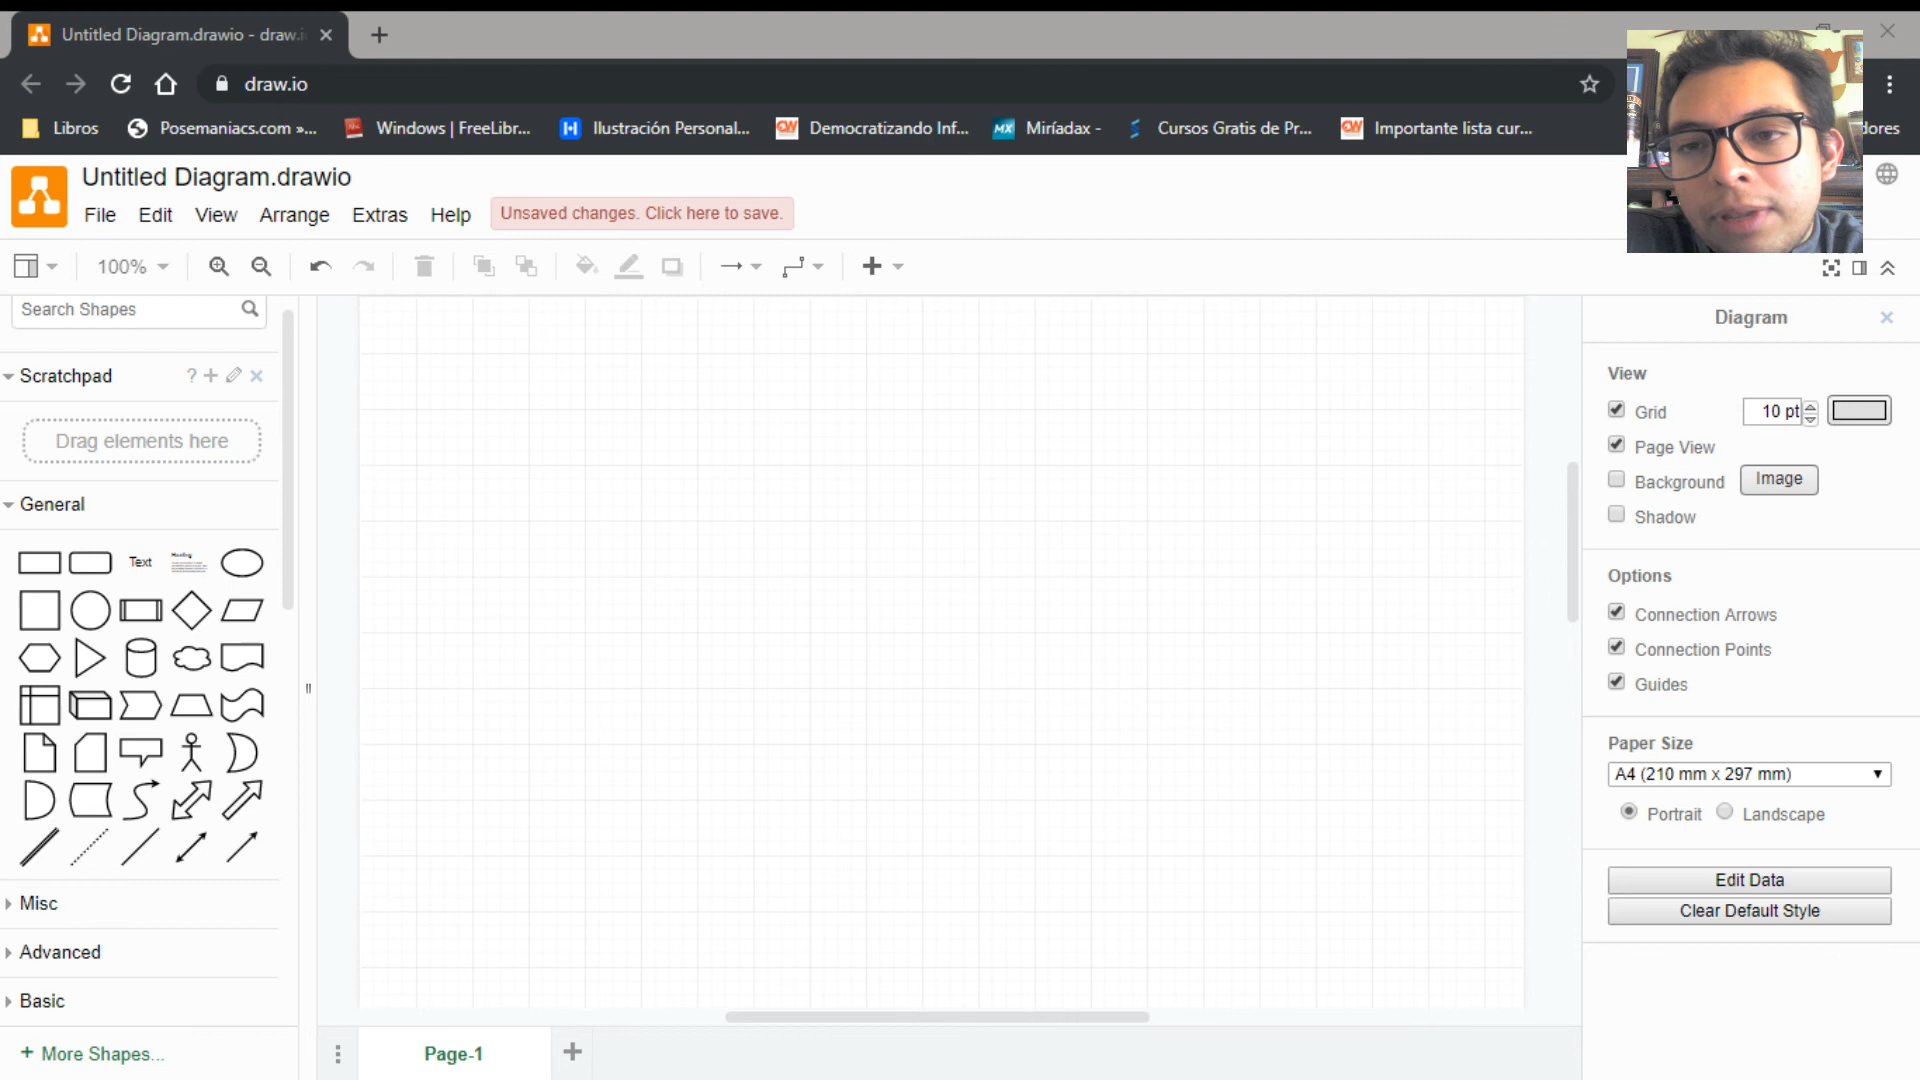 Untitled Diagram.drawio - draw.i
draw.io
Libros
Posemaniacs.com »...
Windows | FreeLibr...
Ilustración Personal...
Democratizando Inf...
Miríadax -
Cursos Gratis de Pr...
Importante lista cur...
dores
Untitled Diagram.drawio
File Edit View Arrange Extras Help
Unsaved changes. Click here to save.
100%
Search Shapes
Scratchpad
?
Drag elements here
General
Text
Heading
Misc
Advanced
Basic
+ More Shapes...
Page-1
Diagram
View
Grid
10 pt
Page View
Background
Image
Shadow
Options
Connection Arrows
Connection Points
Guides
Paper Size
A4 (210 mm x 297 mm)
Portrait
Landscape
Edit Data
Clear Default Style